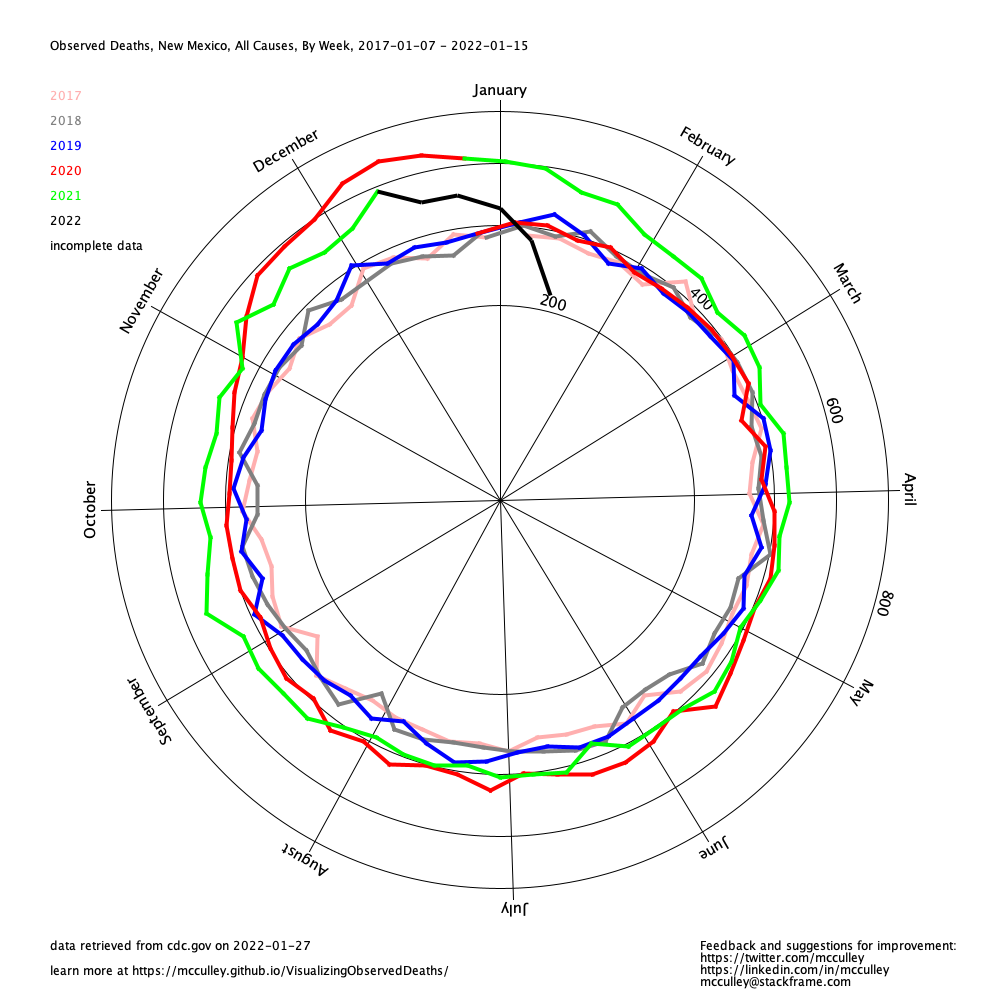 Observed Deaths, New Mexico, All Causes, By Week, 2017-01-07 - 2022-01-15
January
2017
2018
2019
2020
2021
2022
incomplete data
December
February
November
March
200
400
600
October
April
800
September
May
August
June
July
data retrieved from cdc.gov on 2022-01-27
learn more at https://mcculley.github.io/VisualizingObservedDeaths/
Feedback and suggestions for improvement:
https://twitter.com/mcculley
https://linkedin.com/in/mcculley
mcculley@stackframe.com